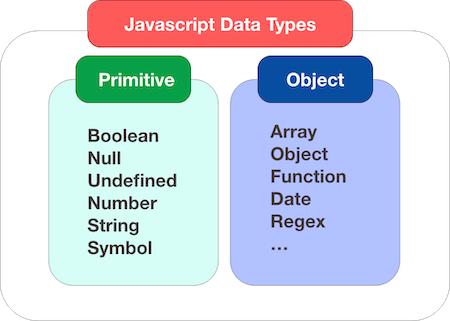 Javascript Data Types
Primitive
Boolean
Null
Undefined
Number
String
Symbol
Object
Array
Object
Function
Date
Regex
...